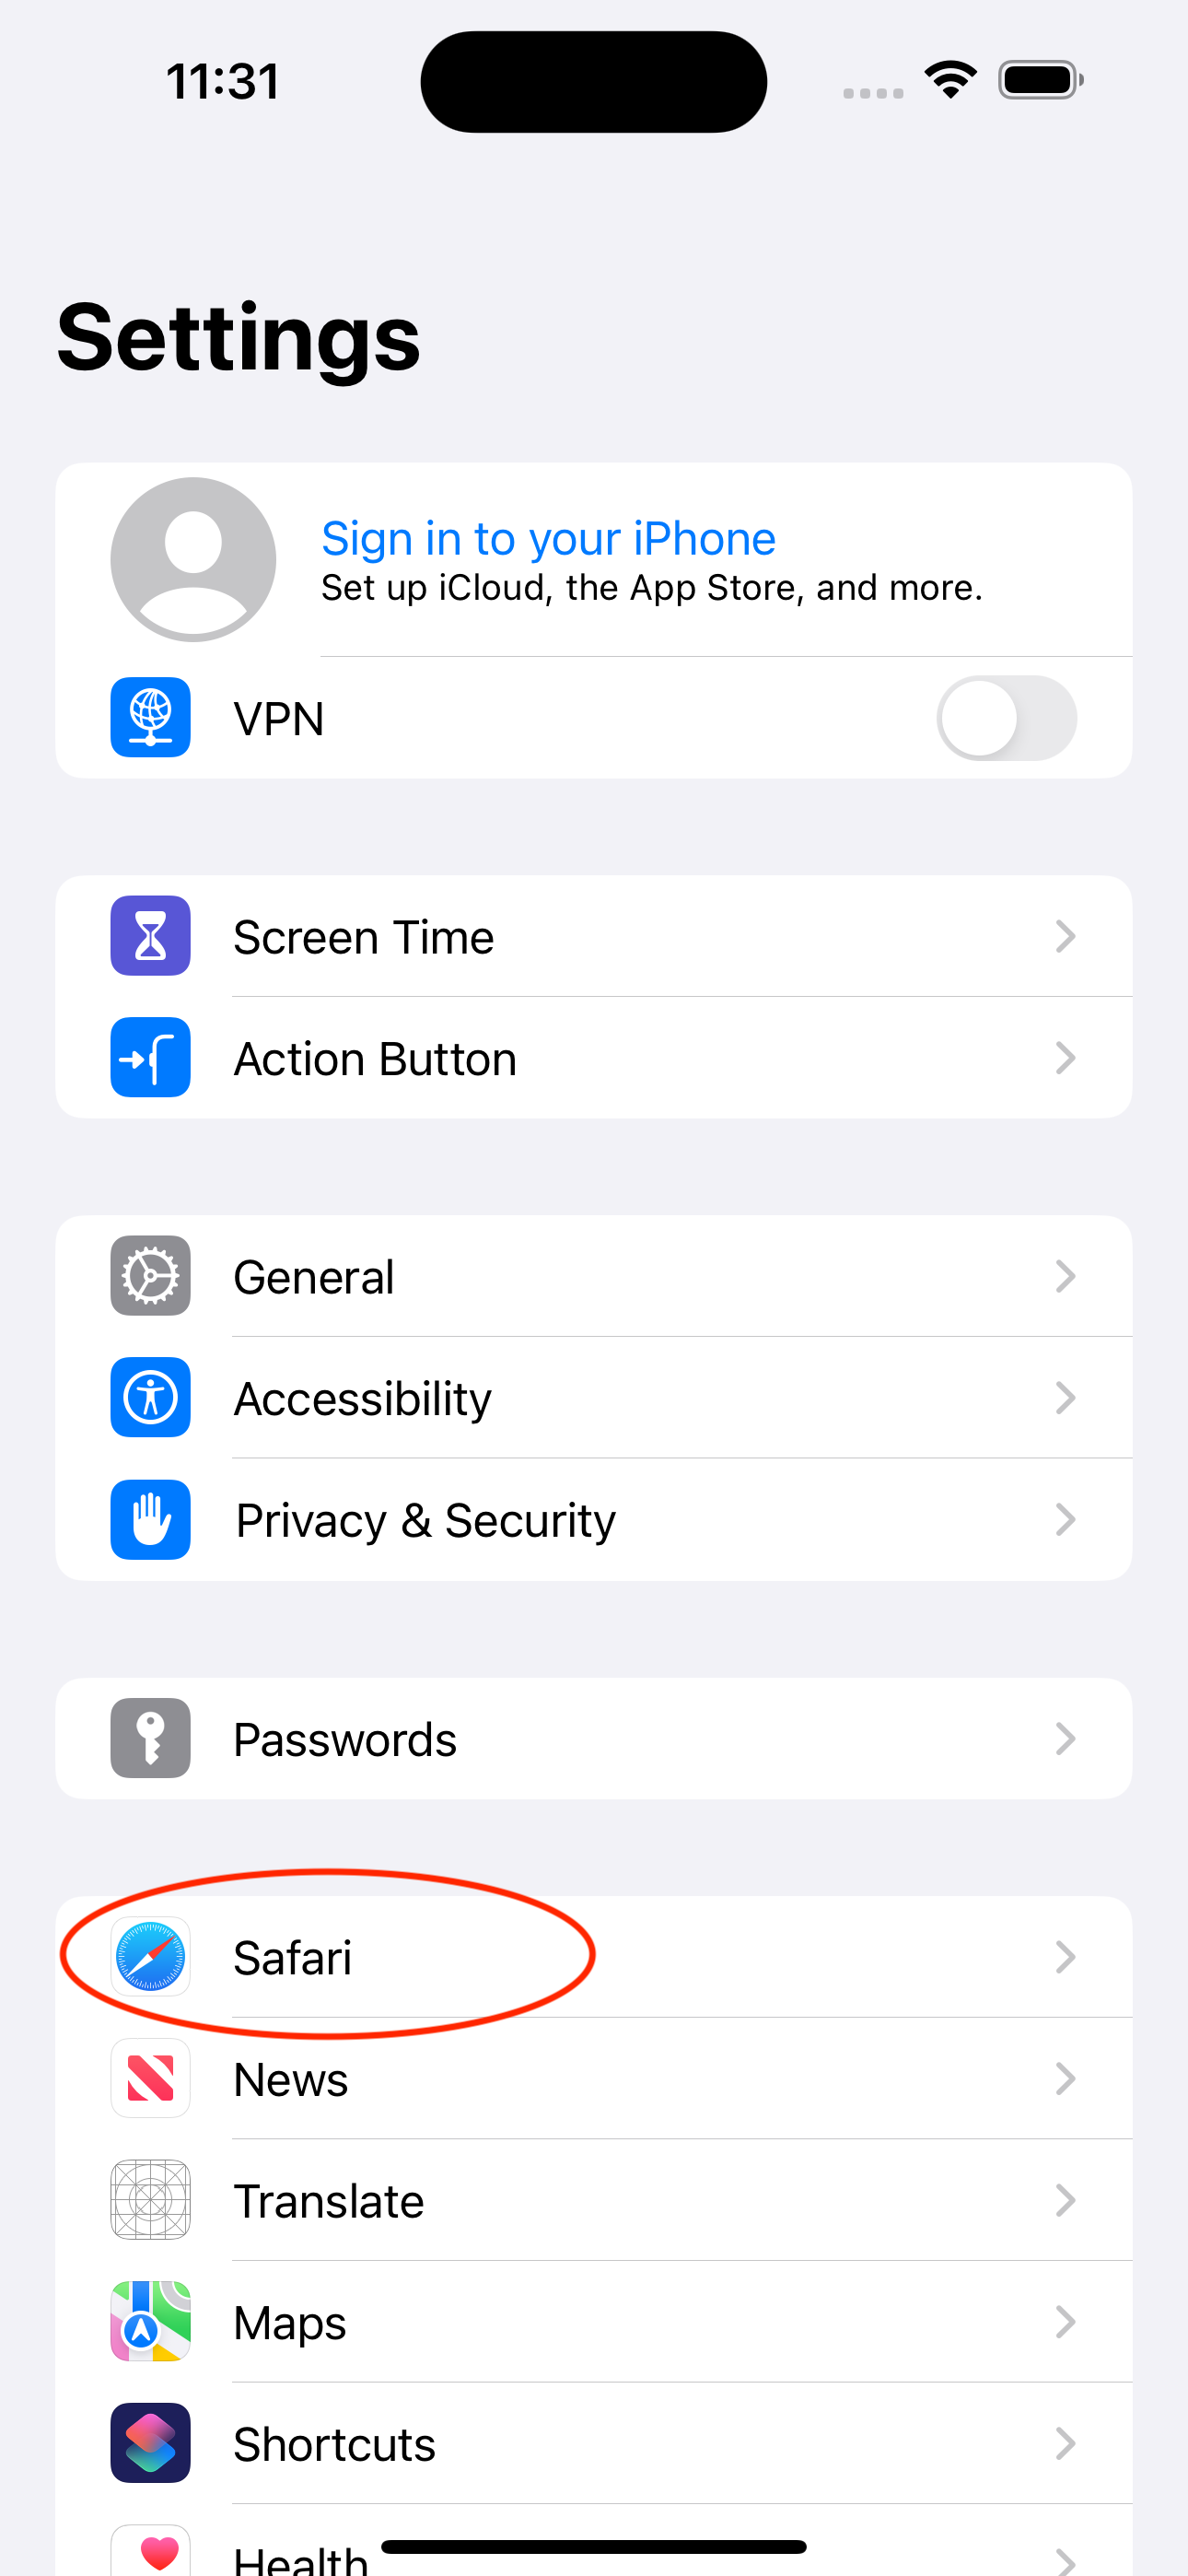 11:31
Settings
Sign in to your iPhone
Set up iCloud, the App Store, and more.
VPN
Screen Time
Action Button
General
Accessibility
Privacy & Security
Passwords
Safari
News
Translate
Maps
Shortcuts
Health